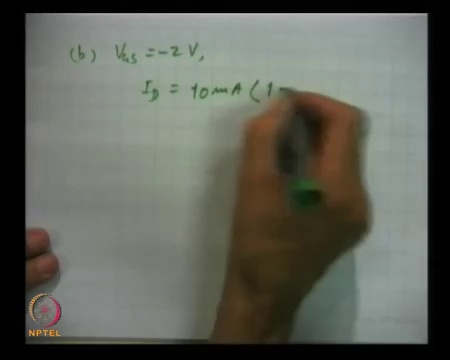 (b) VGS = -2 V,
ID = 10 mA (1 -
NPTEL